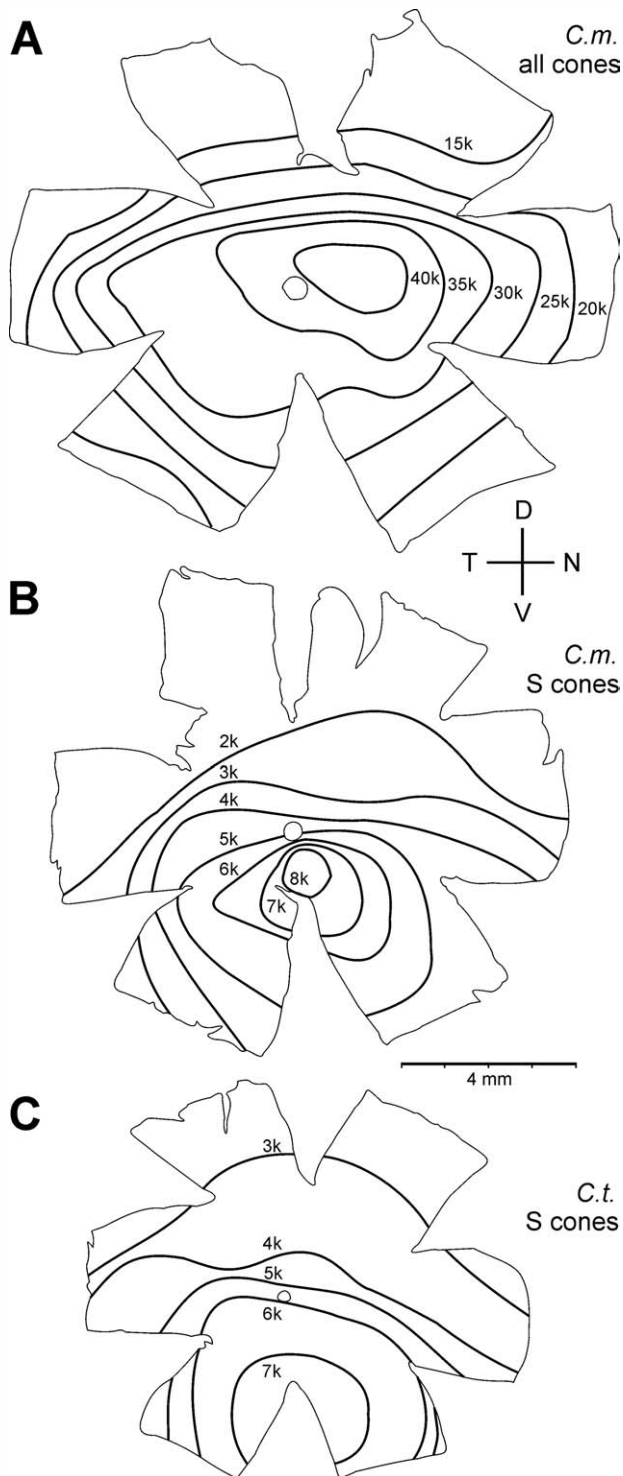 A
C.m.
all cones
15k
40k
35k
30k
25k
20k
D
T
N
V
B
C.m.
S cones
2k
3k
4k
5k
6k
8k
7k
4 mm
C
C.t.
S cones
3k
4k
5k
6k
7k